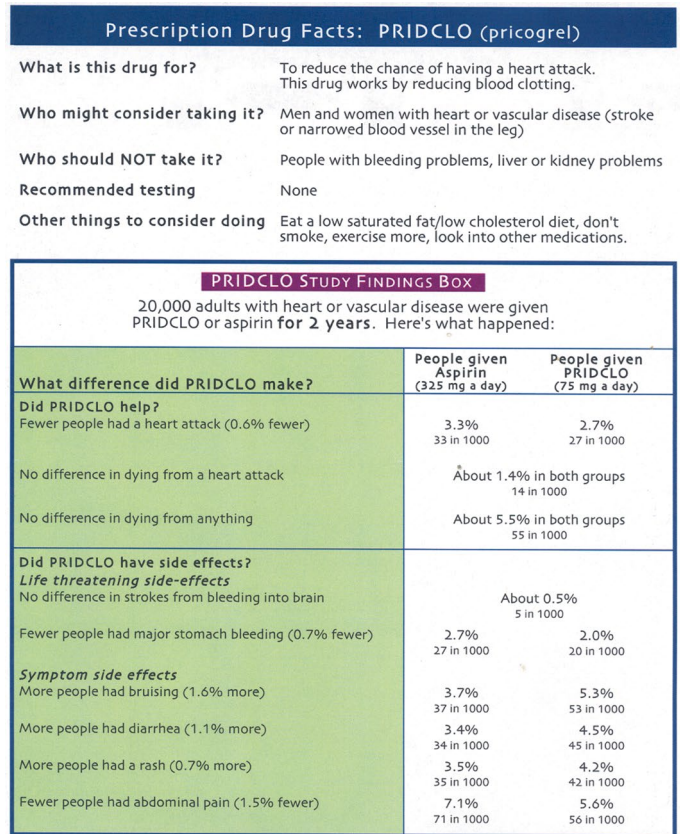 Prescription Drug Facts: PRIDCLO (pricogrel)
What is this drug for? To reduce the chance of having a heart attack.
This drug works by reducing blood clotting.
Who might consider taking it? Men and women with heart or vascular disease (stroke
or narrowed blood vessel in the leg)
Who should NOT take it? People with bleeding problems, liver or kidney problems
Recommended testing None
Other things to consider doing Eat a low saturated fat/low cholesterol diet, don't
smoke, exercise more, look into other medications.
PRIDCLO STUDY FINDINGS BOX
20,000 adults with heart or vascular disease were given
PRIDCLO or aspirin for 2 years. Here's what happened:
What difference did PRIDCLO make?
People given
Aspirin
(325 mg a day)
People given
PRIDCLO
(75 mg a day)
Did PRIDCLO help?
Fewer people had a heart attack (0.6% fewer) 3.3% 2.7%
33 in 1000 27 in 1000
No difference in dying from a heart attack About 1.4% in both groups
14 in 1000
No difference in dying from anything About 5.5% in both groups
55 in 1000
Did PRIDCLO have side effects?
Life threatening side-effects
No difference in strokes from bleeding into brain About 0.5%
5 in 1000
Fewer people had major stomach bleeding (0.7% fewer) 2.7% 2.0%
27 in 1000 20 in 1000
Symptom side effects
More people had bruising (1.6% more) 3.7% 5.3%
37 in 1000 53 in 1000
More people had diarrhea (1.1% more) 3.4% 4.5%
34 in 1000 45 in 1000
More people had a rash (0.7% more) 3.5% 4.2%
35 in 1000 42 in 1000
Fewer people had abdominal pain (1.5% fewer) 7.1% 5.6%
71 in 1000 56 in 1000